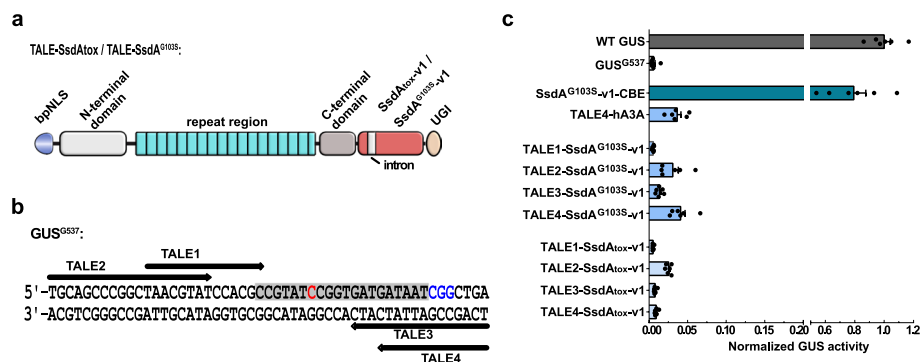 a
TALE-SsdAtox / TALE-SsdAG103S:
bpNLS
N-terminal domain
repeat region
C-terminal domain
SsdAtox-v1 / SsdAG103S-v1
UGI
intron
b
GUSG537:
TALE1
TALE2
5'-TGCAGCCCGGCTAACGTATCCACGCCGTATCCGGTGATGATAATCGGCTGA
3'-ACGTCGGGCCGATTGCATAGGTGCGGCATAGGCCACTACTATTAGCCGACT
TALE3
TALE4
c
WT GUS
GUSG537
SsdAG103S-v1-CBE
TALE4-hA3A
TALE1-SsdAG103S-v1
TALE2-SsdAG103S-v1
TALE3-SsdAG103S-v1
TALE4-SsdAG103S-v1
TALE1-SsdAtox-v1
TALE2-SsdAtox-v1
TALE3-SsdAtox-v1
TALE4-SsdAtox-v1
0.00 0.05 0.10 0.15 0.20 0.6 0.8 1.0 1.2
Normalized GUS activity